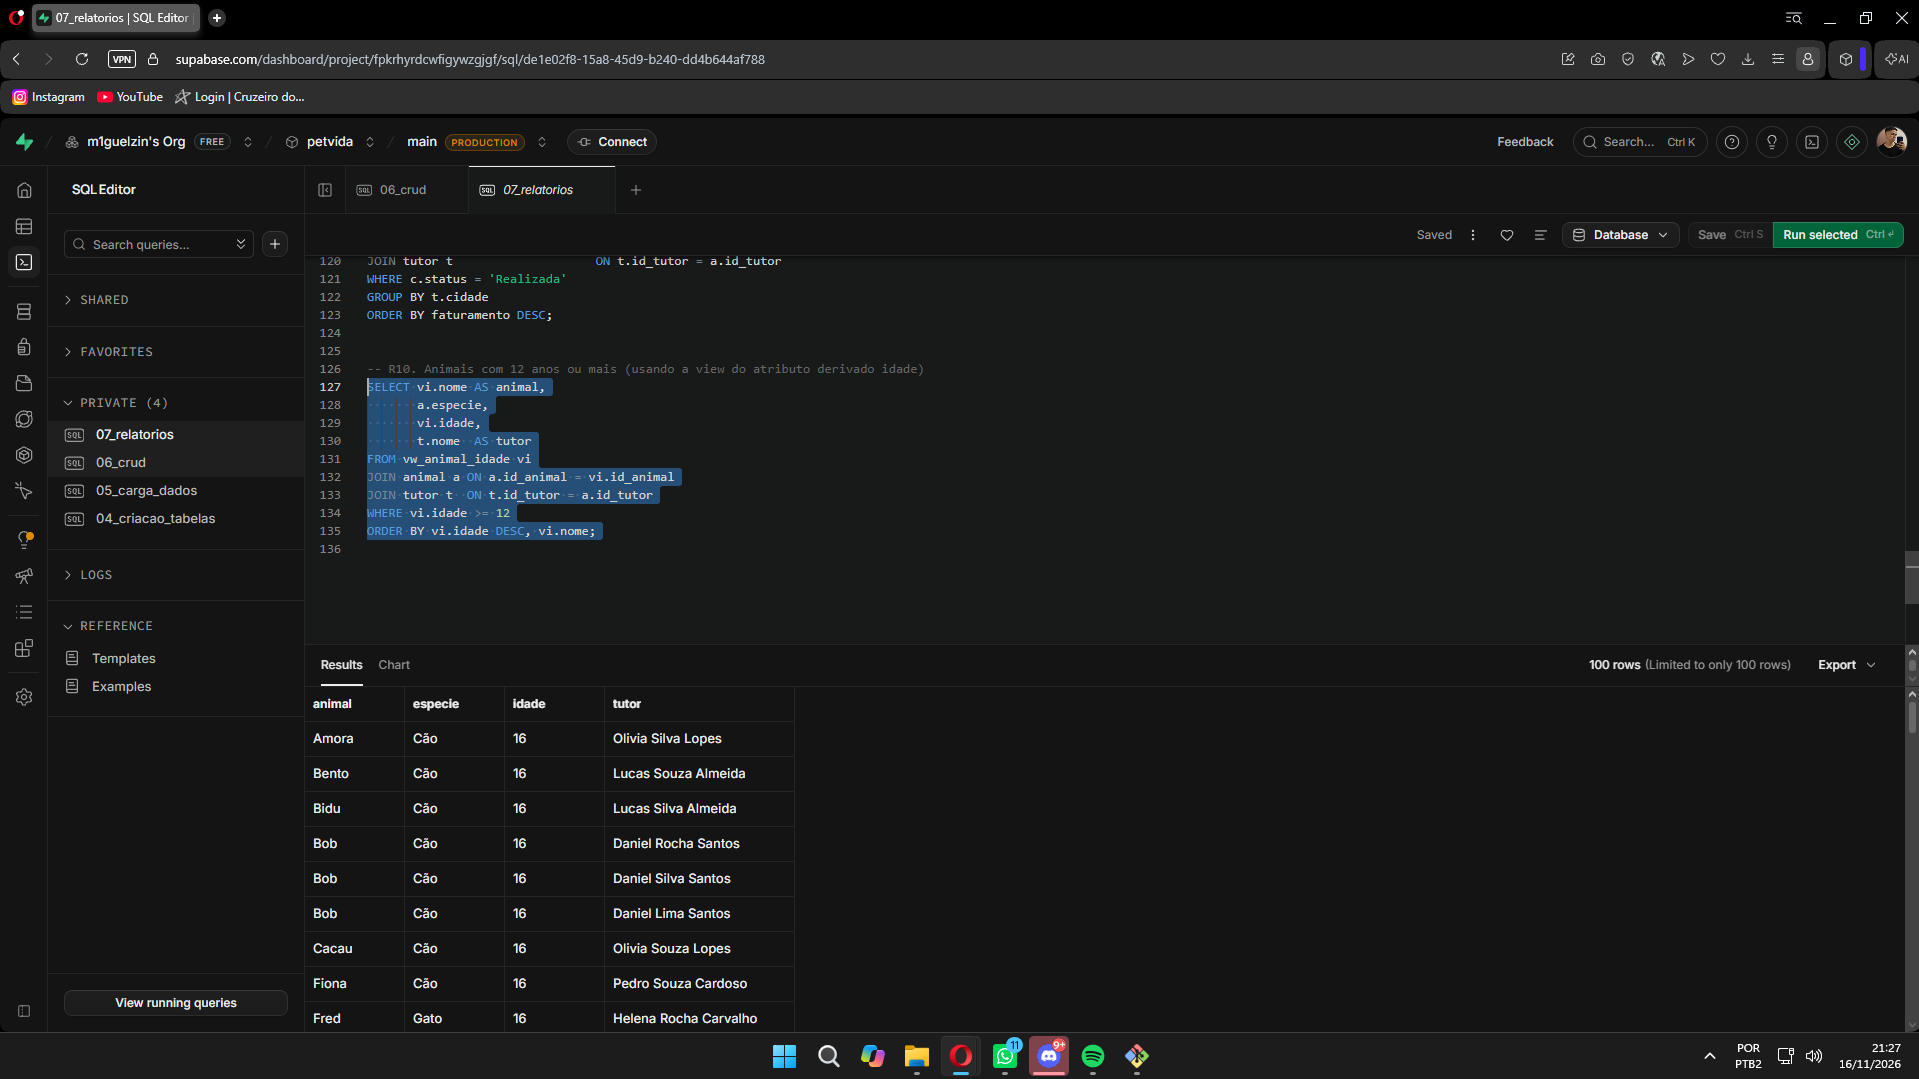 07_relatorios | SQL Editor
VPN
supabase.com/dashboard/project/fpkrhyrdcwfigywzgjgf/sql/de1e02f8-15a8-45d9-b240-dd4b644af788
AI
Instagram
YouTube
Login | Cruzeiro do...
m1guelzin's Org
FREE
petvida
main
PRODUCTION
Connect
Feedback
Search...
Ctrl K
SQL Editor
SQL 06_crud
SQL 07_relatorios
Search queries...
Saved
Database
Save Ctrl S
Run selected Ctrl
SHARED
FAVORITES
PRIVATE (4)
SQL 07_relatorios
SQL 06_crud
SQL 05_carga_dados
SQL 04_criacao_tabelas
LOGS
REFERENCE
Templates
Examples
View running queries
120 JOIN tutor t ON t.id_tutor = a.id_tutor
121 WHERE c.status = 'Realizada'
122 GROUP BY t.cidade
123 ORDER BY faturamento DESC;
124
125
126 -- R10. Animais com 12 anos ou mais (usando a view do atributo derivado idade)
127 SELECT vi.nome AS animal,
128 a.especie,
129 vi.idade,
130 t.nome AS tutor
131 FROM vw_animal_idade vi
132 JOIN animal a ON a.id_animal = vi.id_animal
133 JOIN tutor t ON t.id_tutor = a.id_tutor
134 WHERE vi.idade >= 12
135 ORDER BY vi.idade DESC, vi.nome;
136
Results
Chart
100 rows (Limited to only 100 rows)
Export
animal especie idade tutor
Amora Cão 16 Olivia Silva Lopes
Bento Cão 16 Lucas Souza Almeida
Bidu Cão 16 Lucas Silva Almeida
Bob Cão 16 Daniel Rocha Santos
Bob Cão 16 Daniel Silva Santos
Bob Cão 16 Daniel Lima Santos
Cacau Cão 16 Olivia Souza Lopes
Fiona Cão 16 Pedro Souza Cardoso
Fred Gato 16 Helena Rocha Carvalho
11
9+
POR
PTB2
21:27
16/11/2026